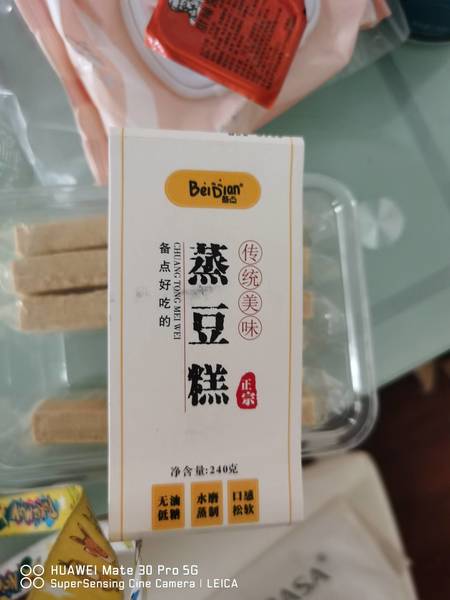 BeiDian®
备点
传统美味
蒸豆糕
正宗
CHUANG TONG MEI WEI
备点好吃的
净含量:240克
无油
低糖
水磨
蒸制
口感
松软
HUAWEI Mate 30 Pro 5G
SuperSensing Cine Camera | LEICA